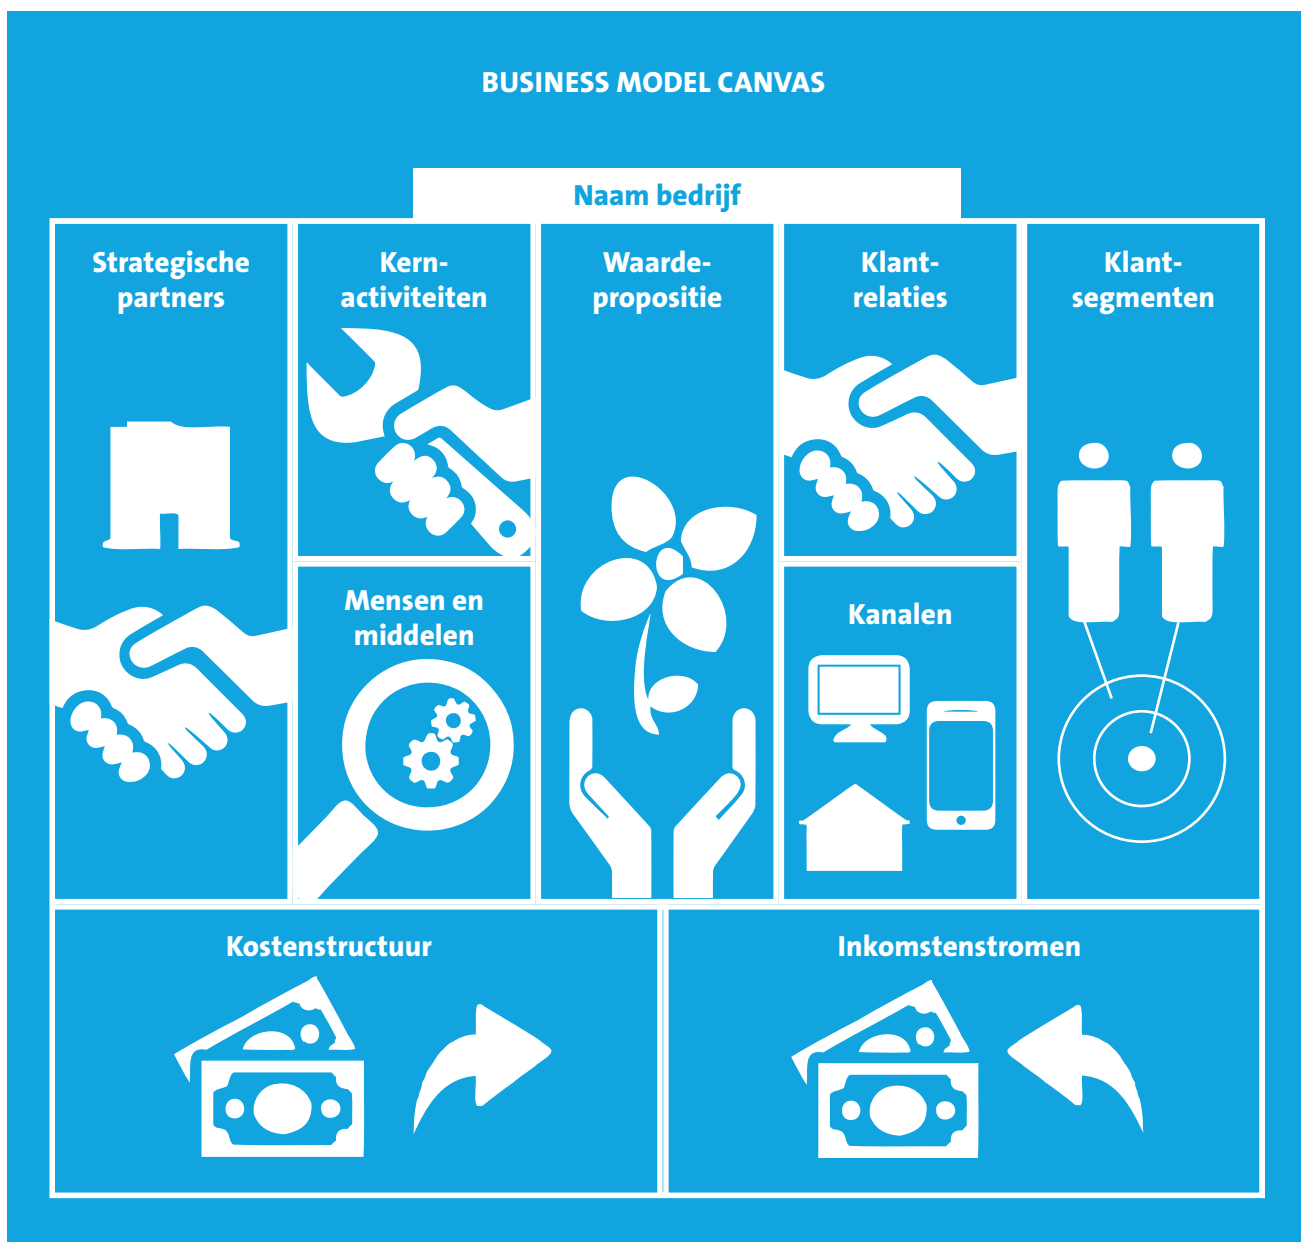 BUSINESS MODEL CANVAS
Naam bedrijf
Strategische
partners
Kern-
activiteiten
Mensen en
middelen
Waarde-
propositie
Klant-
relaties
Kanalen
Klant-
segmenten
Kostenstructuur
Inkomstenstromen